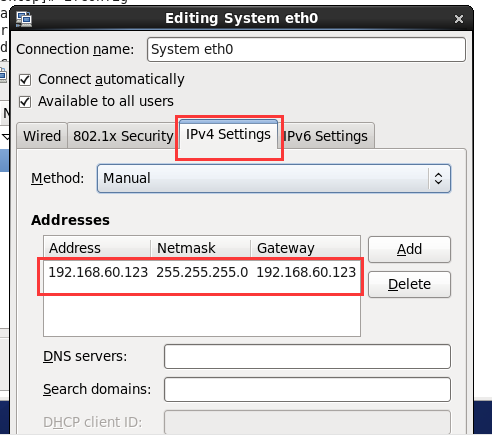 Editing System eth0
Connection name: System eth0
Connect automatically
Available to all users
Wired 802.1x Security IPv4 Settings IPv6 Settings
Method: Manual
Addresses
Address Netmask Gateway
192.168.60.123 255.255.255.0 192.168.60.123
Add
Delete
DNS servers:
Search domains:
DHCP client ID: